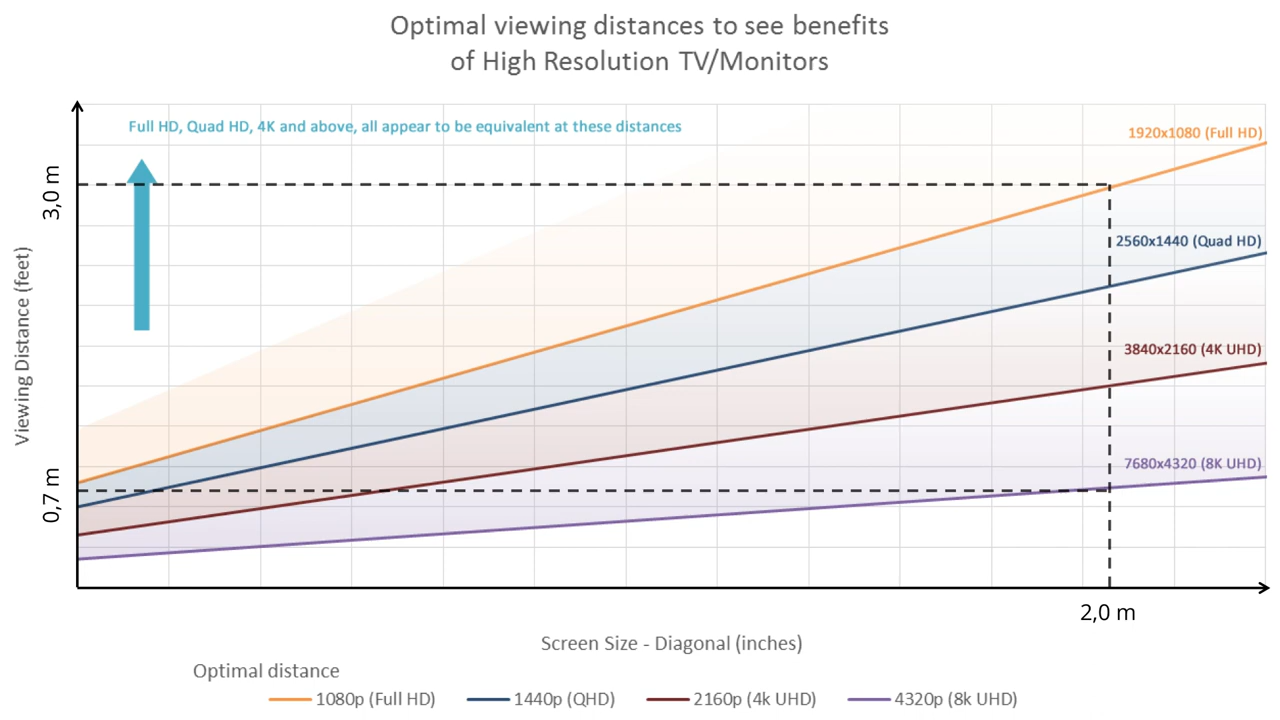 Optimal viewing distances to see benefits
of High Resolution TV/Monitors
Full HD, Quad HD, 4K and above, all appear to be equivalent at these distances
1920x1080 (Full HD)
3,0 m
2560x1440 (Quad HD)
Viewing Distance (feet)
3840x2160 (4K UHD)
7680x4320 (8K UHD)
0,7 m
2,0 m
Screen Size - Diagonal (inches)
Optimal distance
1080p (Full HD)
1440p (QHD)
2160p (4k UHD)
4320p (8k UHD)